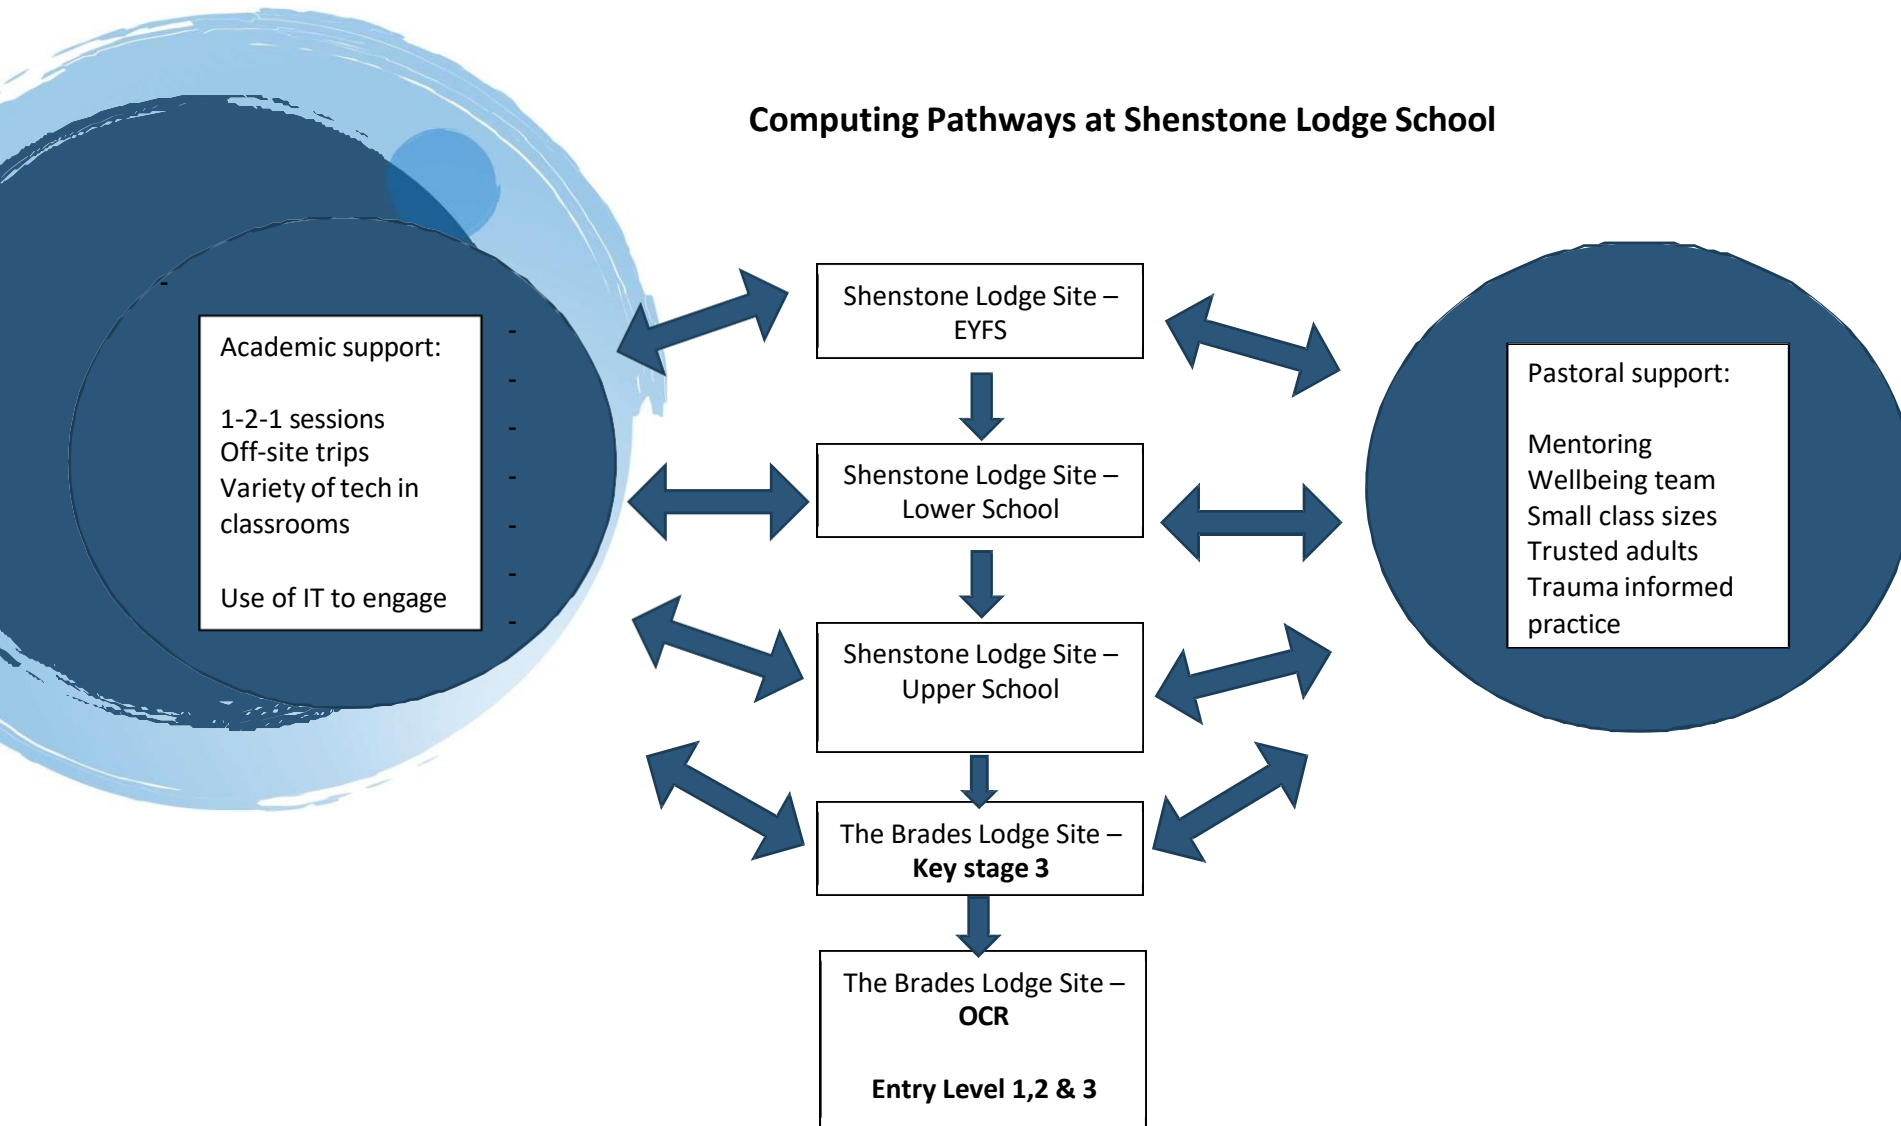 Computing Pathways at Shenstone Lodge School
-
Academic support:
1-2-1 sessions
Off-site trips
Variety of tech in
classrooms
Use of IT to engage
-
-
-
-
-
-
-
Shenstone Lodge Site –
EYFS
Shenstone Lodge Site –
Lower School
Shenstone Lodge Site –
Upper School
The Brades Lodge Site –
Key stage 3
The Brades Lodge Site –
OCR
Entry Level 1,2 & 3
Pastoral support:
Mentoring
Wellbeing team
Small class sizes
Trusted adults
Trauma informed
practice